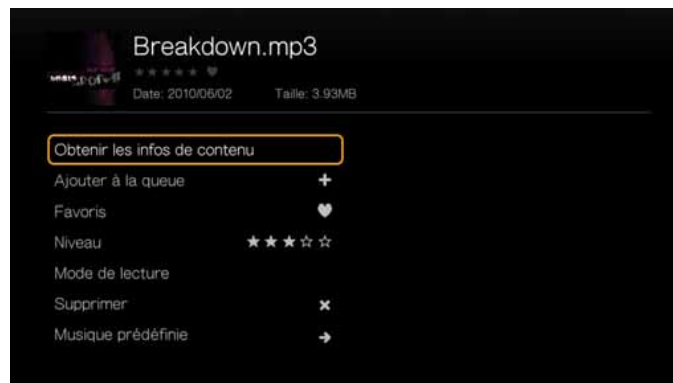 Breakdown.mp3
Date: 2010/06/02 Taille: 3.93MB
Obtenir les infos de contenu
Ajouter à la queue
Favoris
Niveau
Mode de lecture
Supprimer
Musique prédéfinie